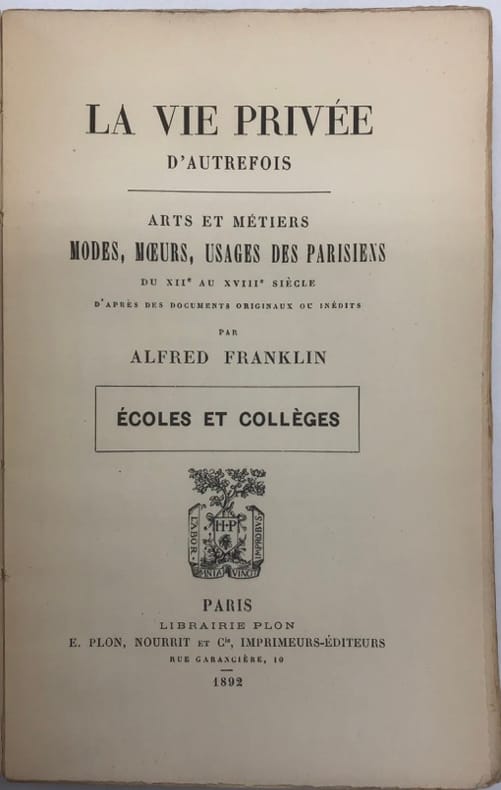 LA VIE PRIVÉE
D'AUTREFOIS
ARTS ET MÉTIERS
MODES, MŒURS, USAGES DES PARISIENS
DU XIIe AU XVIIIe SIÈCLE
D'APRÈS DES DOCUMENTS ORIGINAUX OU INÉDITS
PAR
ALFRED FRANKLIN
ÉCOLES ET COLLÈGES
LABOR
H-P
IMPROBVS
OMNIA VINCIT
PARIS
LIBRAIRIE PLON
E. PLON, NOURRIT ET Cie, IMPRIMEURS-ÉDITEURS
RUE GARANCIÈRE, 10
1892